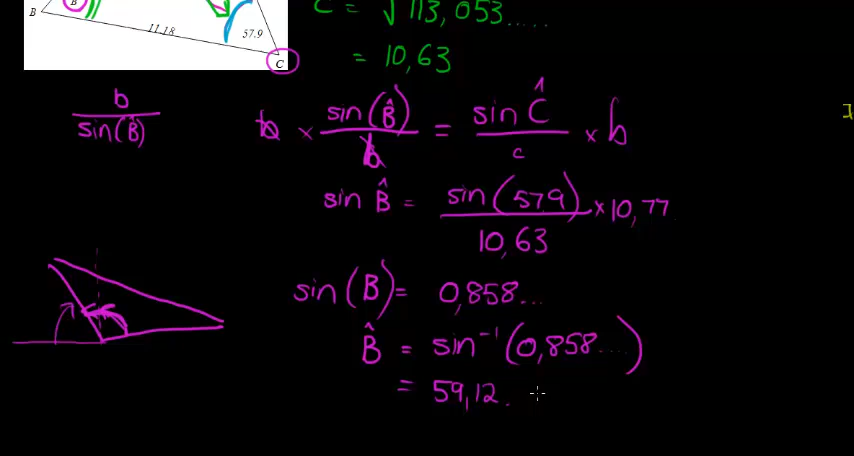 C = √113,053.....
B B 11.18 57.9 C
= 10,63
b / sin(B̂)
b × sin(B̂) / b = sin Ĉ / c × b
sin B̂ = sin(57,9) / 10,63 × 10,77
sin(B) = 0,858...
B̂ = sin⁻¹(0,858....)
= 59,12.